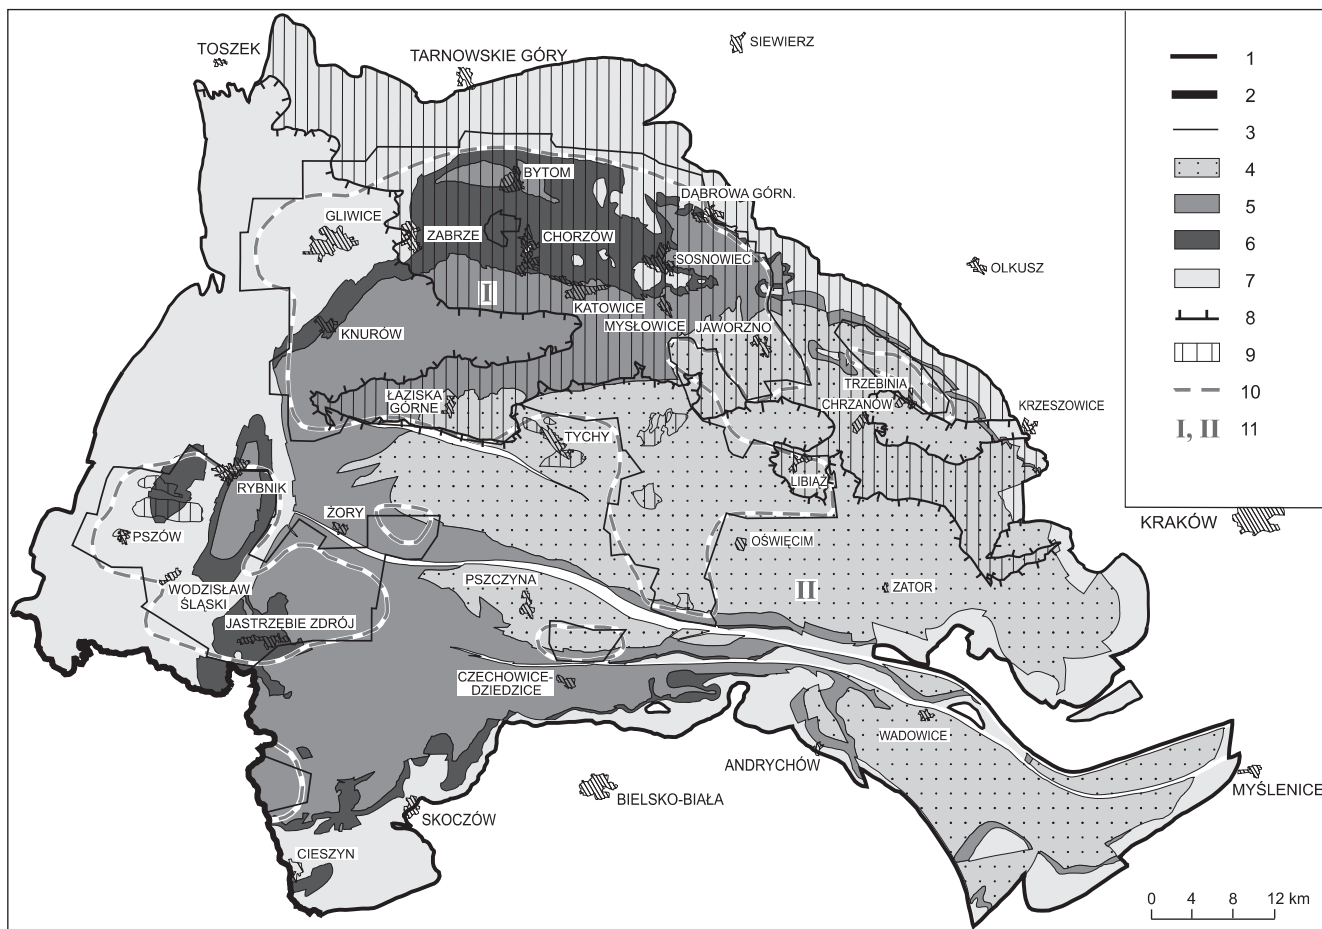 TOSZEK
TARNOWSKIE GÓRY
SIEWIERZ
BYTOM
DĄBROWA GÓRN.
GLIWICE
ZABRZE
CHORZÓW
SOSNOWIEC
OLKUSZ
I
KATOWICE
KNURÓW
MYSŁOWICE
JAWORZNO
ŁAZISKA
GÓRNE
TRZEBINIA
CHRZANÓW
KRZESZOWICE
TYCHY
LIBIĄŻ
RYBNIK
ŻORY
PSZÓW
OŚWIĘCIM
KRAKÓW
WODZISŁAW
ŚLĄSKI
PSZCZYNA
II
ZATOR
JASTRZĘBIE ZDRÓJ
CZECHOWICE-
DZIEDZICE
WADOWICE
ANDRYCHÓW
BIELSKO-BIAŁA
MYŚLENICE
SKOCZÓW
CIESZYN
1
2
3
4
5
6
7
8
9
10
I, II 11
0 4 8 12 km